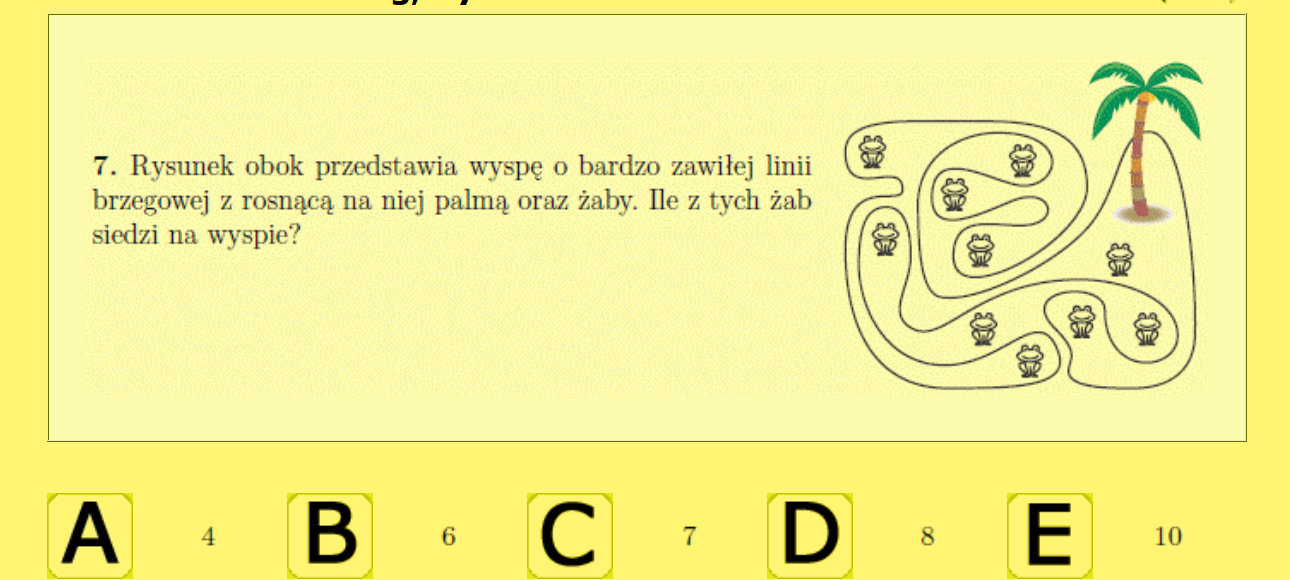 7. Rysunek obok przedstawia wyspę o bardzo zawiłej linii
brzegowej z rosnącą na niej palmą oraz żaby. Ile z tych żab
siedzi na wyspie?
A 4 B 6 C 7 D 8 E 10